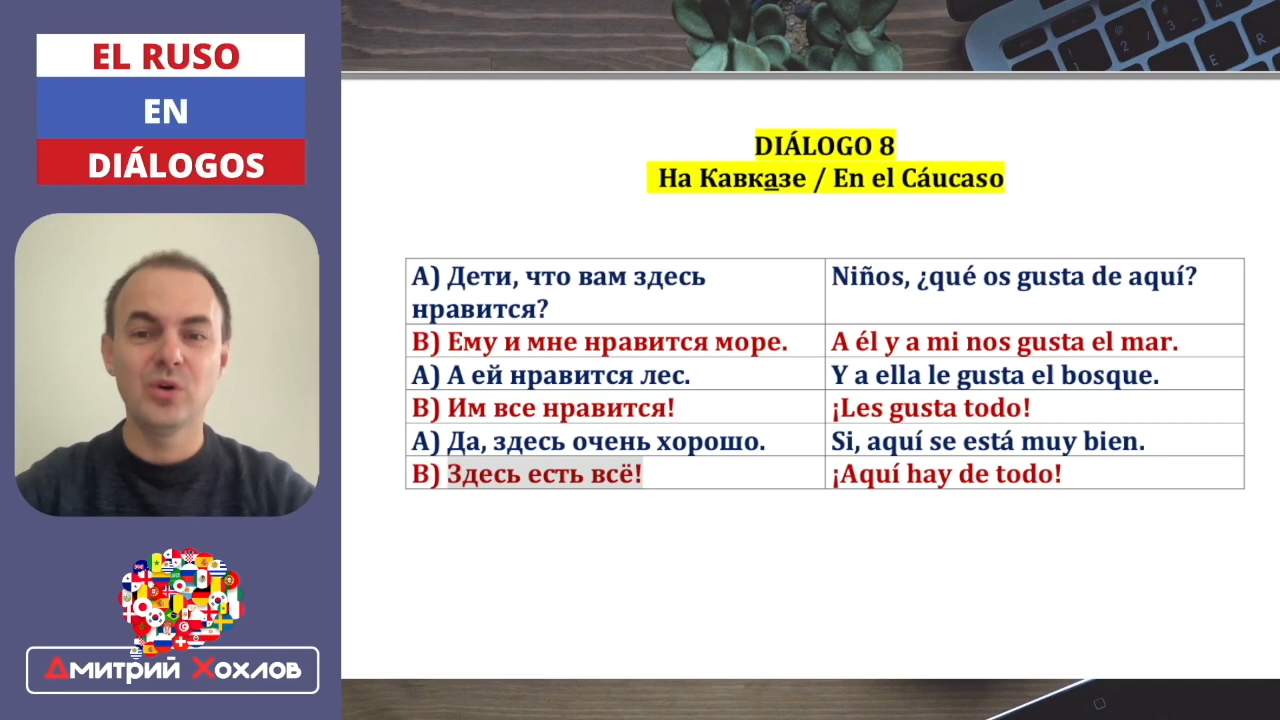 EL RUSO
EN
DIÁLOGOS
Дмитрий Хохлов
DIÁLOGO 8
На Кавказе / En el Cáucaso
A) Дети, что вам здесь
нравится?
Niños, ¿qué os gusta de aquí?
B) Ему и мне нравится море.
A él y a mi nos gusta el mar.
A) А ей нравится лес.
Y a ella le gusta el bosque.
B) Им все нравится!
¡Les gusta todo!
A) Да, здесь очень хорошо.
Si, aquí se está muy bien.
B) Здесь есть всё!
¡Aquí hay de todo!